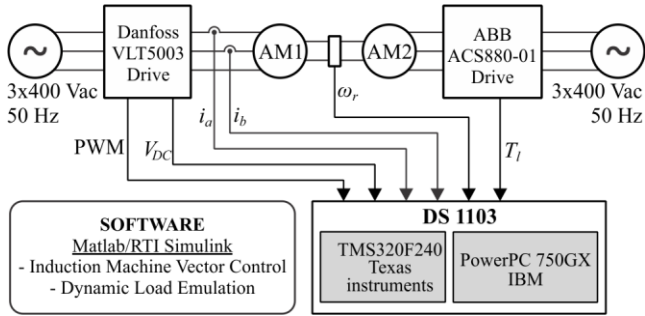 Danfoss
VLT5003
Drive
ABB
ACS880-01
Drive
~
AM1
AM2
~
3x400 Vac
50 Hz
3x400 Vac
50 Hz
PWM
V_DC
i_a
i_b
ω_r
T_l
SOFTWARE
Matlab/RTI Simulink
- Induction Machine Vector Control
- Dynamic Load Emulation
DS 1103
TMS320F240
Texas
instruments
PowerPC 750GX
IBM